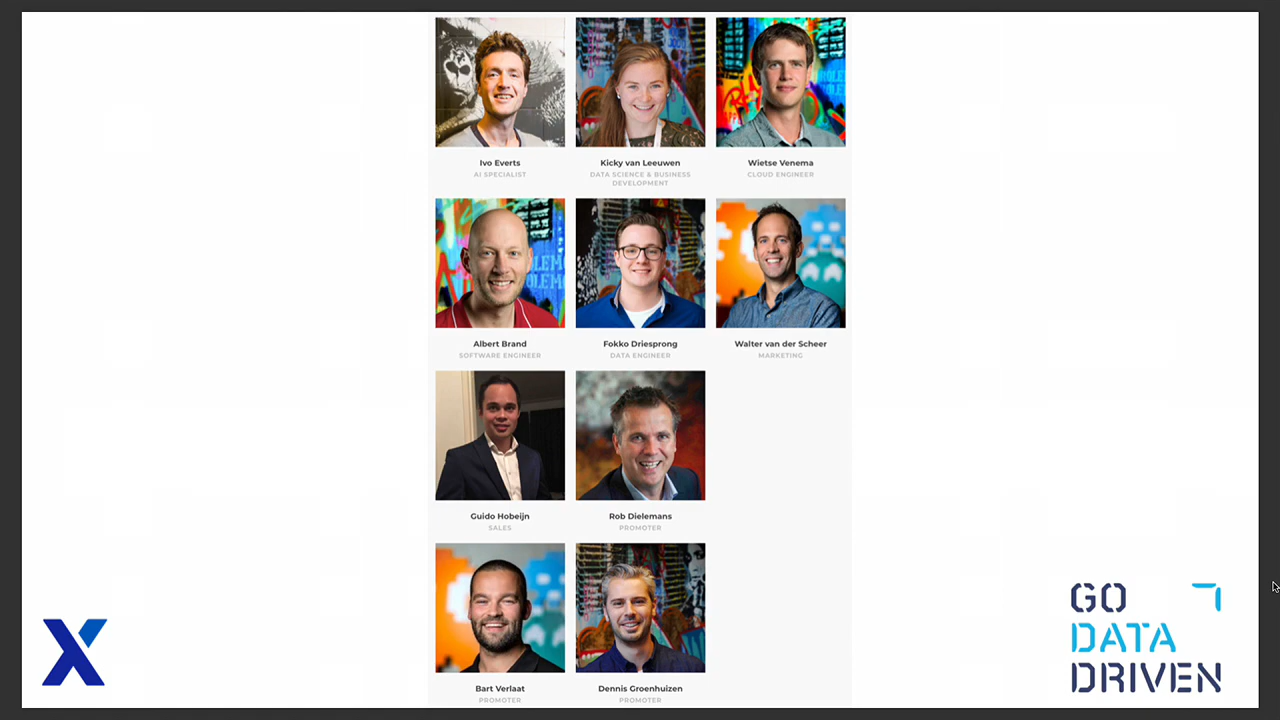 Ivo Everts
AI SPECIALIST
Kicky van Leeuwen
DATA SCIENCE & BUSINESS
DEVELOPMENT
Wietse Venema
CLOUD ENGINEER
Albert Brand
SOFTWARE ENGINEER
Fokko Driesprong
DATA ENGINEER
Walter van der Scheer
MARKETING
Guido Hobeijn
SALES
Rob Dielemans
PROMOTER
Bart Verlaat
PROMOTER
Dennis Groenhuizen
PROMOTER
X
GO
DATA
DRIVEN